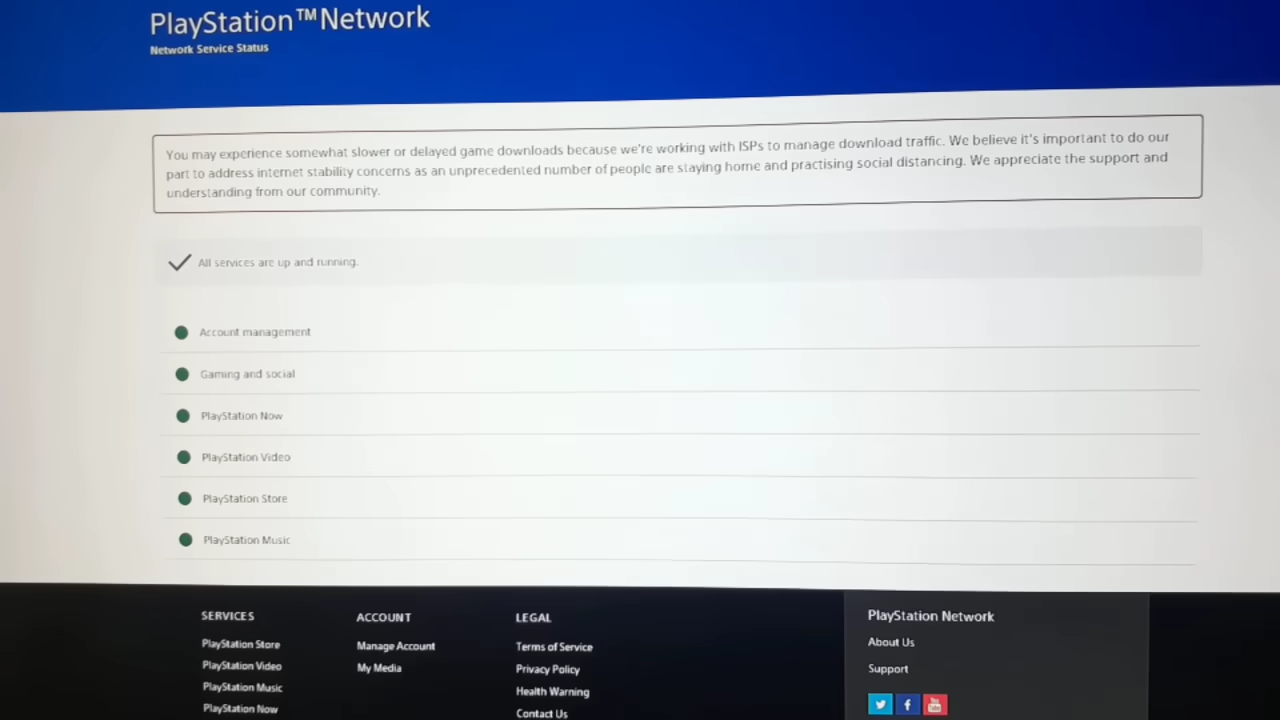 PlayStation™Network
Network Service Status
You may experience somewhat slower or delayed game downloads because we're working with ISPs to manage download traffic. We believe it's important to do our
part to address internet stability concerns as an unprecedented number of people are staying home and practising social distancing. We appreciate the support and
understanding from our community.
All services are up and running.
Account management
Gaming and social
PlayStation Now
PlayStation Video
PlayStation Store
PlayStation Music
SERVICES
PlayStation Store
PlayStation Video
PlayStation Music
PlayStation Now
ACCOUNT
Manage Account
My Media
LEGAL
Terms of Service
Privacy Policy
Health Warning
Contact Us
PlayStation Network
About Us
Support